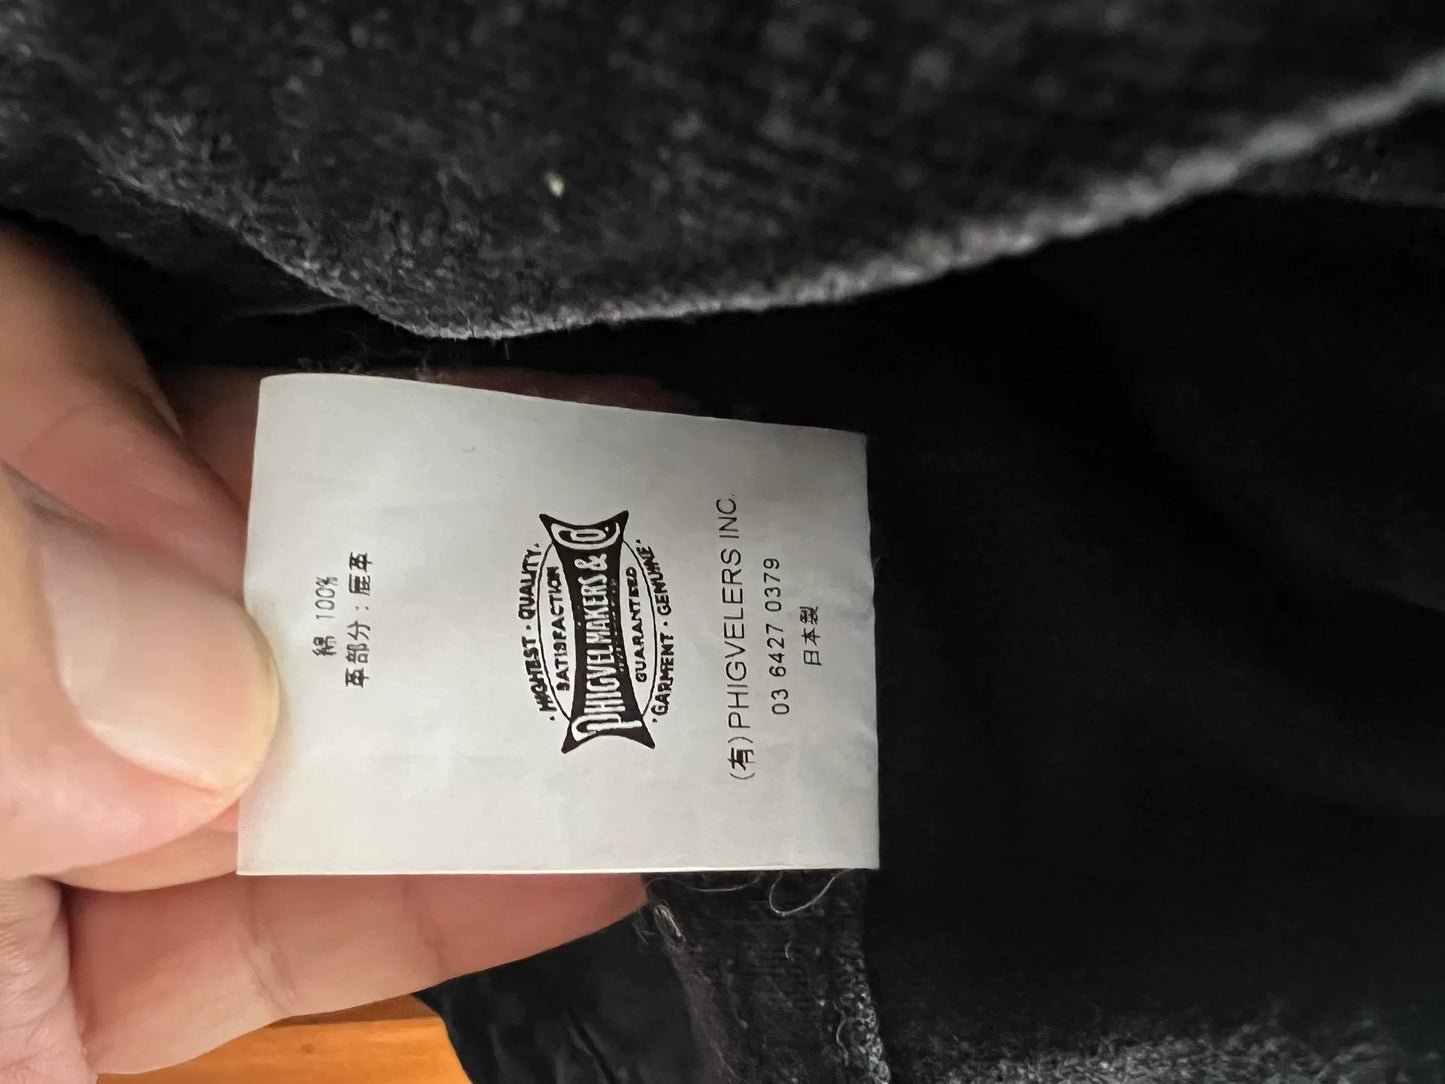 綿 100%
革部分：鹿革
· HIGHEST · QUALITY ·
SATISFACTION
PHIGVELMAKERS & Co.
GUARANTEED
· GARMENT · GENUINE ·
(有) PHIGVELERS INC.
03 6427 0379
日本製